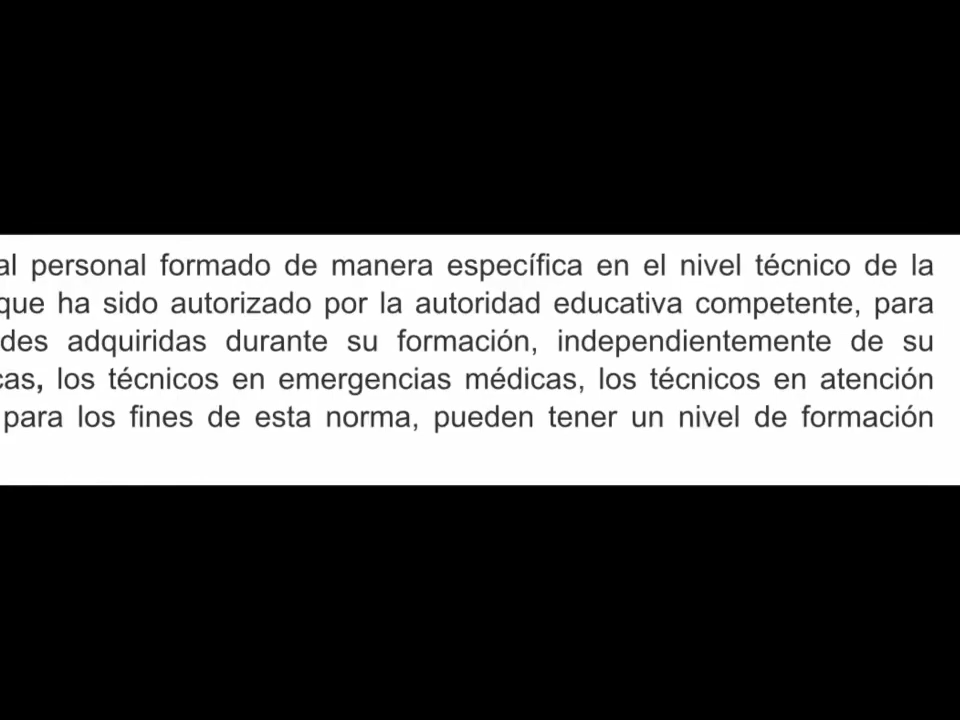 al personal formado de manera específica en el nivel técnico de la
que ha sido autorizado por la autoridad educativa competente, para
des adquiridas durante su formación, independientemente de su
cas, los técnicos en emergencias médicas, los técnicos en atención
para los fines de esta norma, pueden tener un nivel de formación